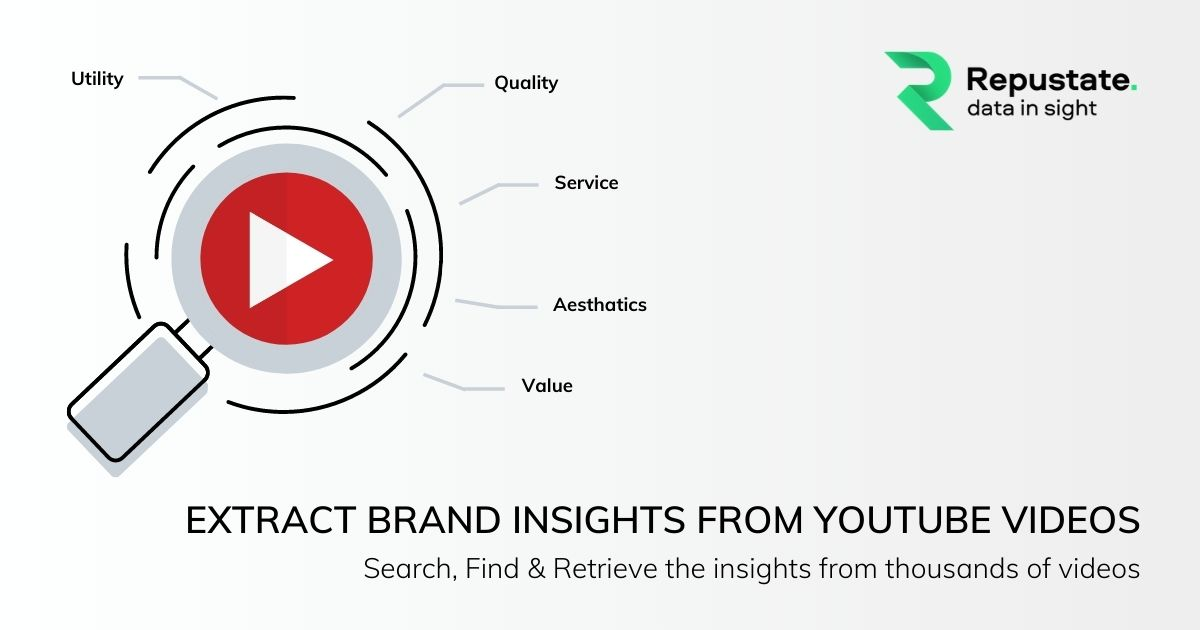 Utility
Quality
Repustate.
data in sight
Service
Aesthatics
Value
EXTRACT BRAND INSIGHTS FROM YOUTUBE VIDEOS
Search, Find & Retrieve the insights from thousands of videos